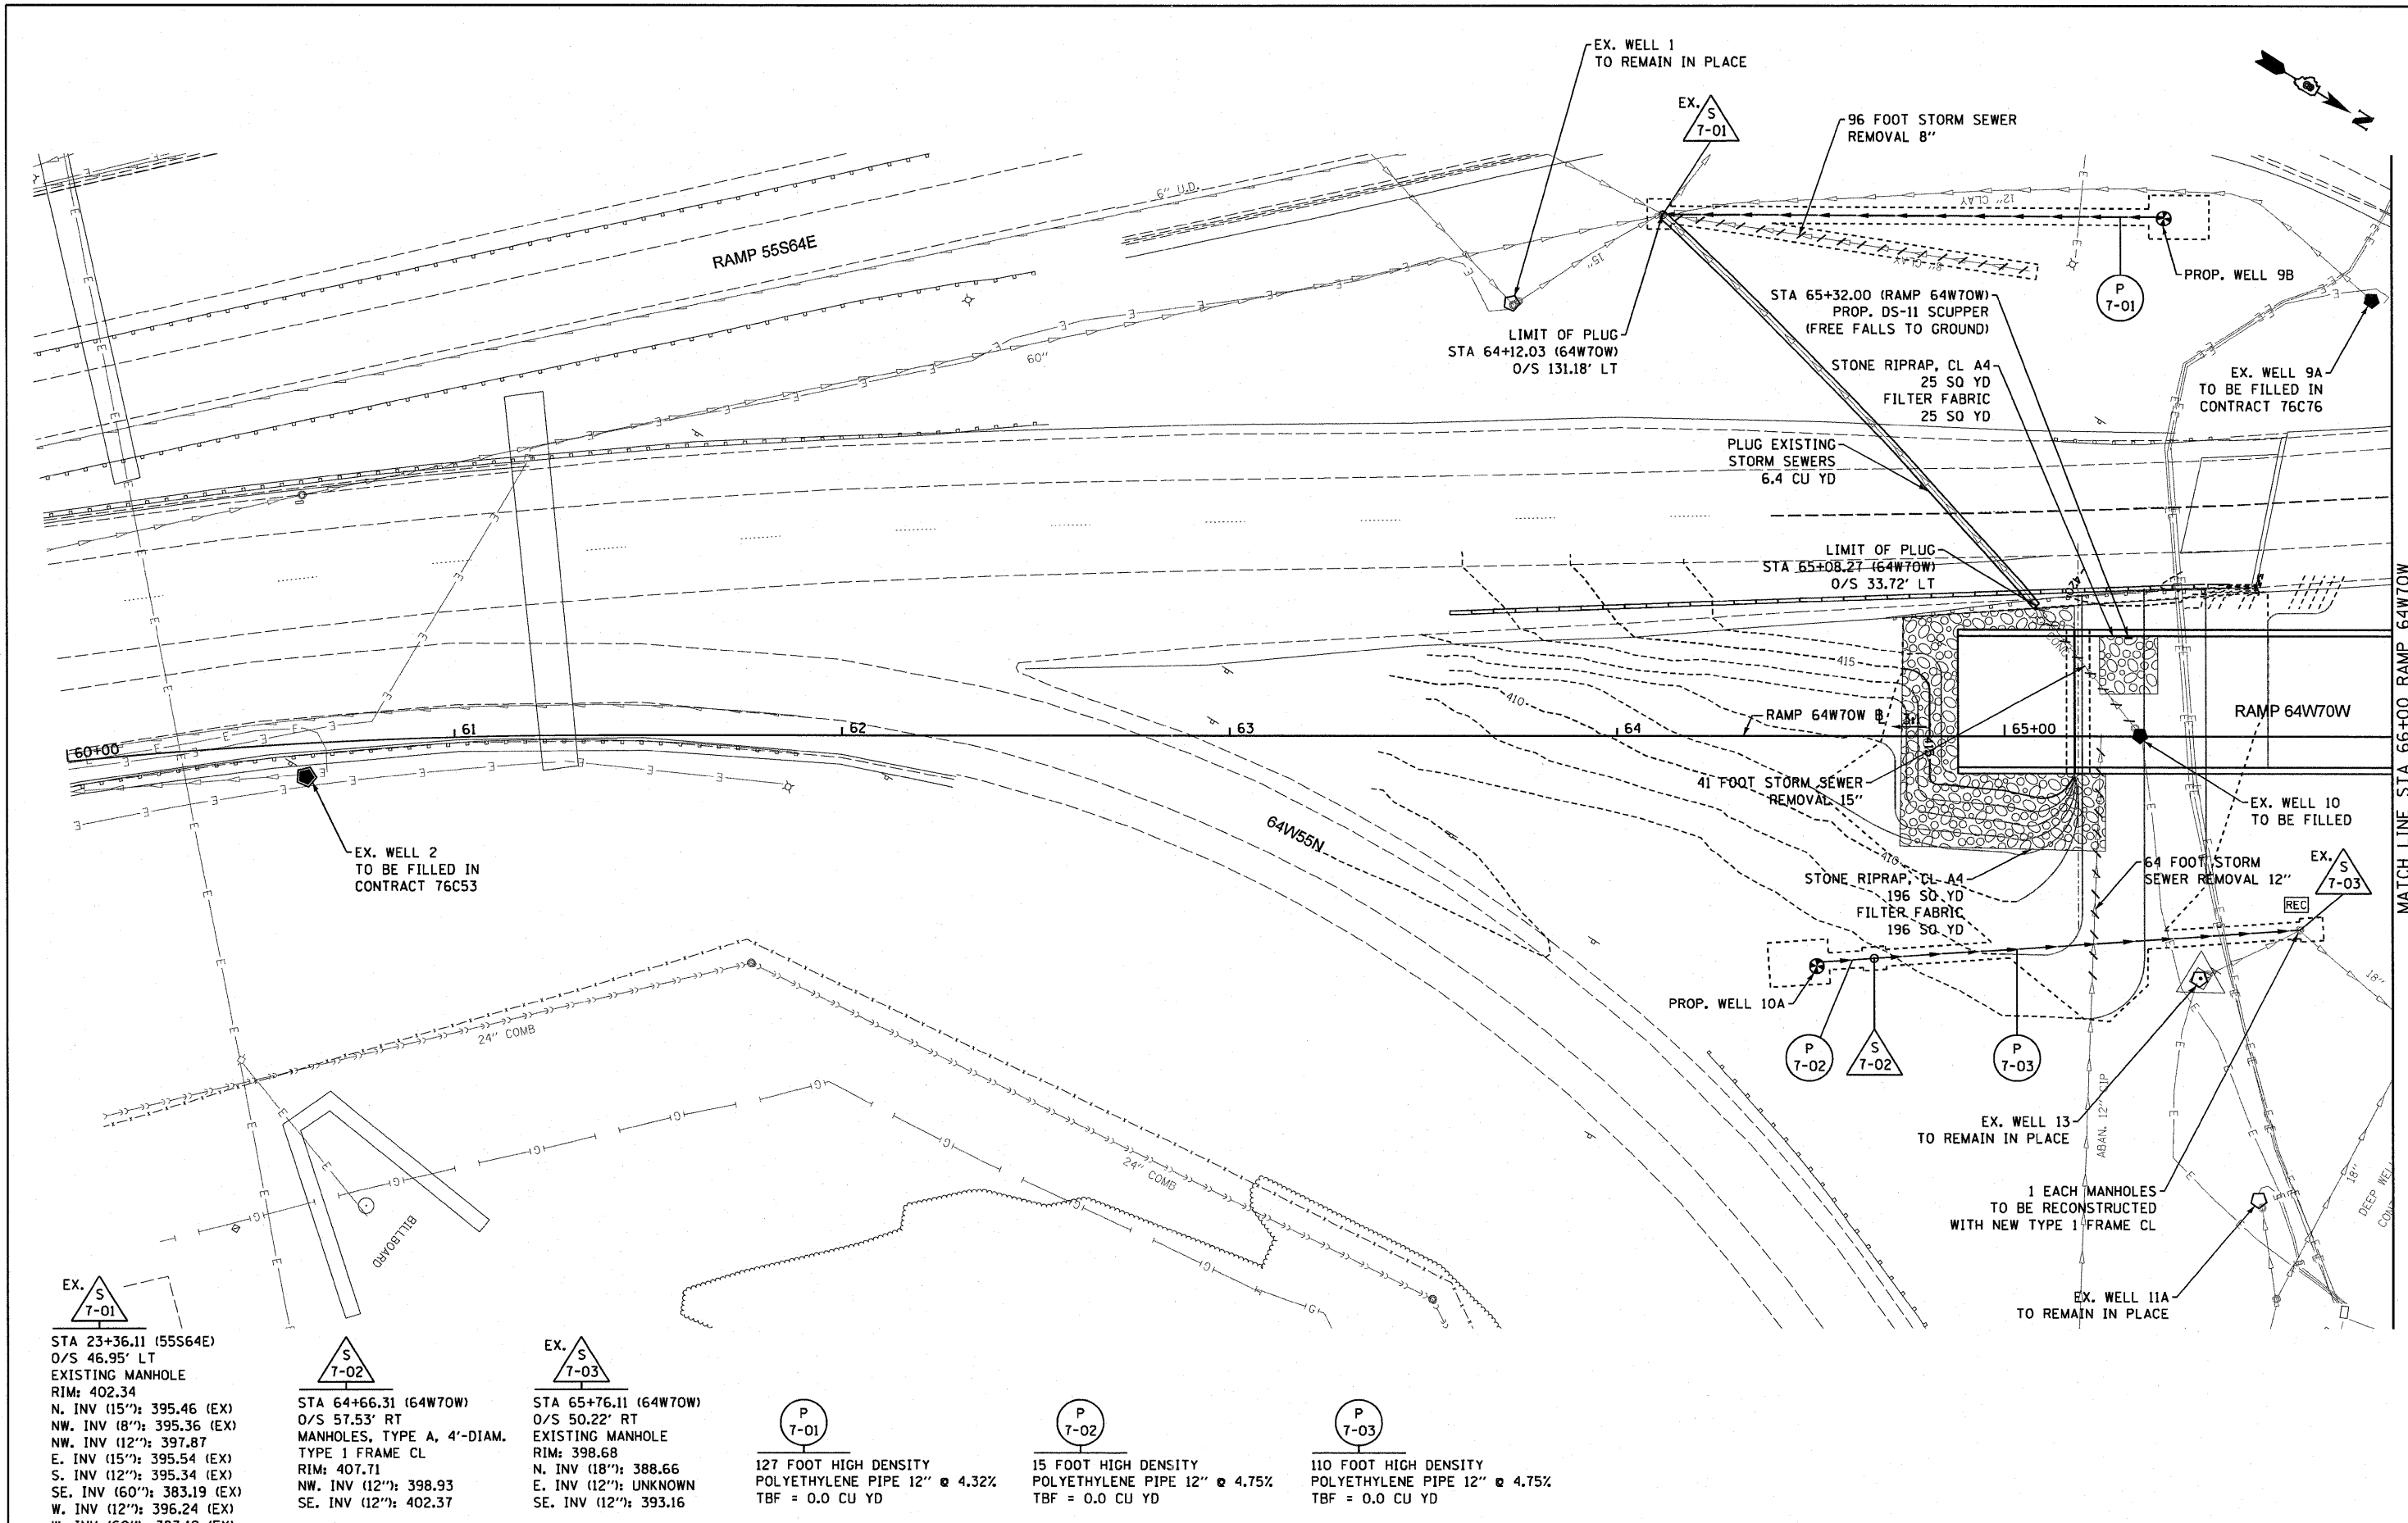 EX. WELL 1
TO REMAIN IN PLACE
EX.
S
7-01
96 FOOT STORM SEWER
REMOVAL 8"
N
6" U.D.
RAMP 55S64E
12" CLAY
8" CLAY
15"
60"
PROP. WELL 9B
P
7-01
STA 65+32.00 (RAMP 64W70W)
PROP. DS-11 SCUPPER
(FREE FALLS TO GROUND)
LIMIT OF PLUG
STA 64+12.03 (64W70W)
O/S 131.18' LT
STONE RIPRAP, CL A4
25 SQ YD
FILTER FABRIC
25 SQ YD
EX. WELL 9A
TO BE FILLED IN
CONTRACT 76C76
PLUG EXISTING
STORM SEWERS
6.4 CU YD
LIMIT OF PLUG
STA 65+08.27 (64W70W)
O/S 33.72' LT
MATCH LINE STA 66+00 RAMP 64W70W
415
410
60+00
61
62
63
64
65+00
RAMP 64W70W ₧
RAMP 64W70W
41 FOOT STORM SEWER
REMOVAL 15"
EX. WELL 10
TO BE FILLED
64W55N
EX. WELL 2
TO BE FILLED IN
CONTRACT 76C53
410
64 FOOT STORM
SEWER REMOVAL 12"
EX.
S
7-03
STONE RIPRAP, CL A4
196 SQ YD
FILTER FABRIC
196 SQ YD
REC
PROP. WELL 10A
18"
24" COMB
P
7-02
S
7-02
P
7-03
ABAN. 12" CIP
EX. WELL 13
TO REMAIN IN PLACE
24" COMB
1 EACH MANHOLES
TO BE RECONSTRUCTED
WITH NEW TYPE 1 FRAME CL
18"
DEEP WELL
BILLBOARD
EX. WELL 11A
TO REMAIN IN PLACE
EX.
S
7-01
STA 23+36.11 (55S64E)
O/S 46.95' LT
EXISTING MANHOLE
RIM: 402.34
N. INV (15"): 395.46 (EX)
NW. INV (8"): 395.36 (EX)
NW. INV (12"): 397.87
E. INV (15"): 395.54 (EX)
S. INV (12"): 395.34 (EX)
SE. INV (60"): 383.19 (EX)
W. INV (12"): 396.24 (EX)
S
7-02
STA 64+66.31 (64W70W)
O/S 57.53' RT
MANHOLES, TYPE A, 4'-DIAM.
TYPE 1 FRAME CL
RIM: 407.71
NW. INV (12"): 398.93
SE. INV (12"): 402.37
EX.
S
7-03
STA 65+76.11 (64W70W)
O/S 50.22' RT
EXISTING MANHOLE
RIM: 398.68
N. INV (18"): 388.66
E. INV (12"): UNKNOWN
SE. INV (12"): 393.16
P
7-01
127 FOOT HIGH DENSITY
POLYETHYLENE PIPE 12" @ 4.32%
TBF = 0.0 CU YD
P
7-02
15 FOOT HIGH DENSITY
POLYETHYLENE PIPE 12" @ 4.75%
TBF = 0.0 CU YD
P
7-03
110 FOOT HIGH DENSITY
POLYETHYLENE PIPE 12" @ 4.75%
TBF = 0.0 CU YD